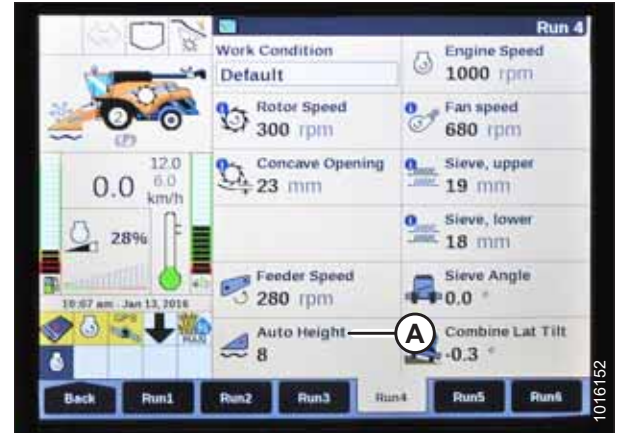 Run 4
Work Condition
Default
Engine Speed
1000 rpm
Rotor Speed
300 rpm
Fan speed
680 rpm
Concave Opening
23 mm
Sieve, upper
19 mm
Sieve, lower
18 mm
Feeder Speed
280 rpm
Sieve Angle
0.0 °
Auto Height
8
A
Combine Lat Tilt
-0.3 °
2
(P)
12.0
0.0
6.0
km/h
28%
10:07 am Jan 13, 2016
GPS
MAN
Back
Run1
Run2
Run3
Run4
Run5
Run6
1016152